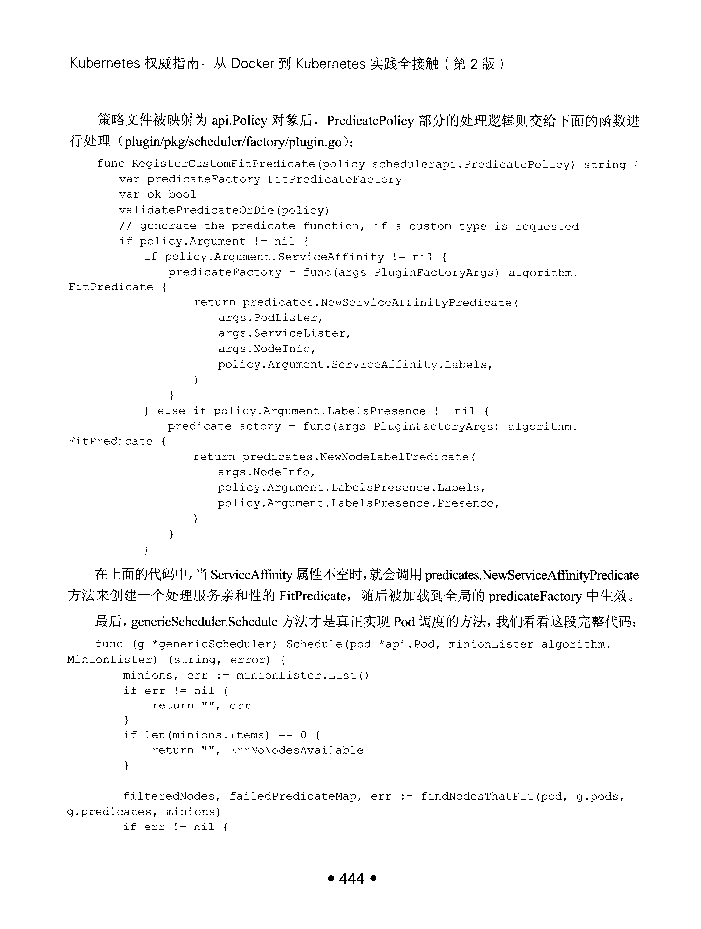 Kubernetes 权威指南：从 Docker 到 Kubernetes 实践全接触（第 2 版）
策略文件被映射为 api.Policy 对象后，PredicatePolicy 部分的处理逻辑则交给下面的函数进
行处理（plugin/pkg/scheduler/factory/plugin.go）：
func RegisterCustomFitPredicate(policy schedulerapi.PredicatePolicy) string {
var predicateFactory FitPredicateFactory
var ok bool
validatePredicateOrDie(policy)
// generate the predicate function, if a custom type is requested
if policy.Argument != nil {
if policy.Argument.ServiceAffinity != nil {
predicateFactory = func(args PluginFactoryArgs) algorithm.
FitPredicate {
return predicates.NewServiceAffinityPredicate(
args.PodLister,
args.ServiceLister,
args.NodeInfo,
policy.Argument.ServiceAffinity.Labels,
)
}
} else if policy.Argument.LabelsPresence != nil {
predicateFactory = func(args PluginFactoryArgs) algorithm.
FitPredicate {
return predicates.NewNodeLabelPredicate(
args.NodeInfo,
policy.Argument.LabelsPresence.Labels,
policy.Argument.LabelsPresence.Presence,
)
}
}
在上面的代码中，当 ServiceAffinity 属性不空时，就会调用 predicates.NewServiceAffinityPredicate
方法来创建一个处理服务亲和性的 FitPredicate，随后被加载到全局的 predicateFactory 中生效。
最后，genericScheduler.Schedule 方法才是真正实现 Pod 调度的方法，我们看看这段完整代码：
func (g *genericScheduler) Schedule(pod *api.Pod, minionLister algorithm.
MinionLister) (string, error) {
minions, err := minionLister.List()
if err != nil {
return "", err
}
if len(minions.Items) == 0 {
return "", ErrNoNodesAvailable
}
filteredNodes, failedPredicateMap, err := findNodesThatFit(pod, g.pods,
g.predicates, minions)
if err != nil {
• 444 •